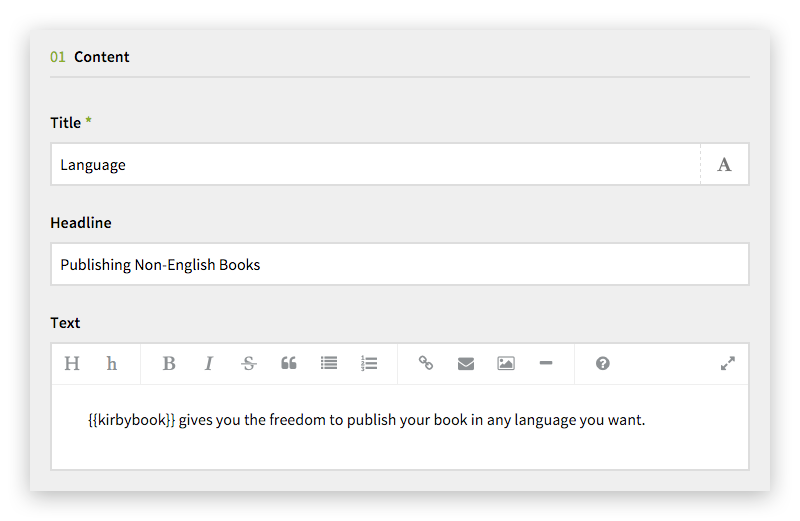 01 Content
Title *
Language
A
Headline
Publishing Non-English Books
Text
H h B I S
{{kirbybook}} gives you the freedom to publish your book in any language you want.